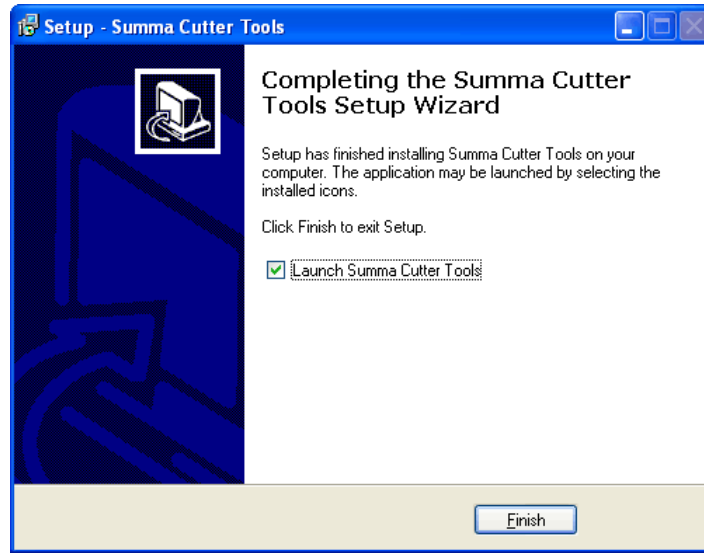 Setup - Summa Cutter Tools
Completing the Summa Cutter
Tools Setup Wizard
Setup has finished installing Summa Cutter Tools on your
computer. The application may be launched by selecting the
installed icons.
Click Finish to exit Setup.
Launch Summa Cutter Tools
Finish